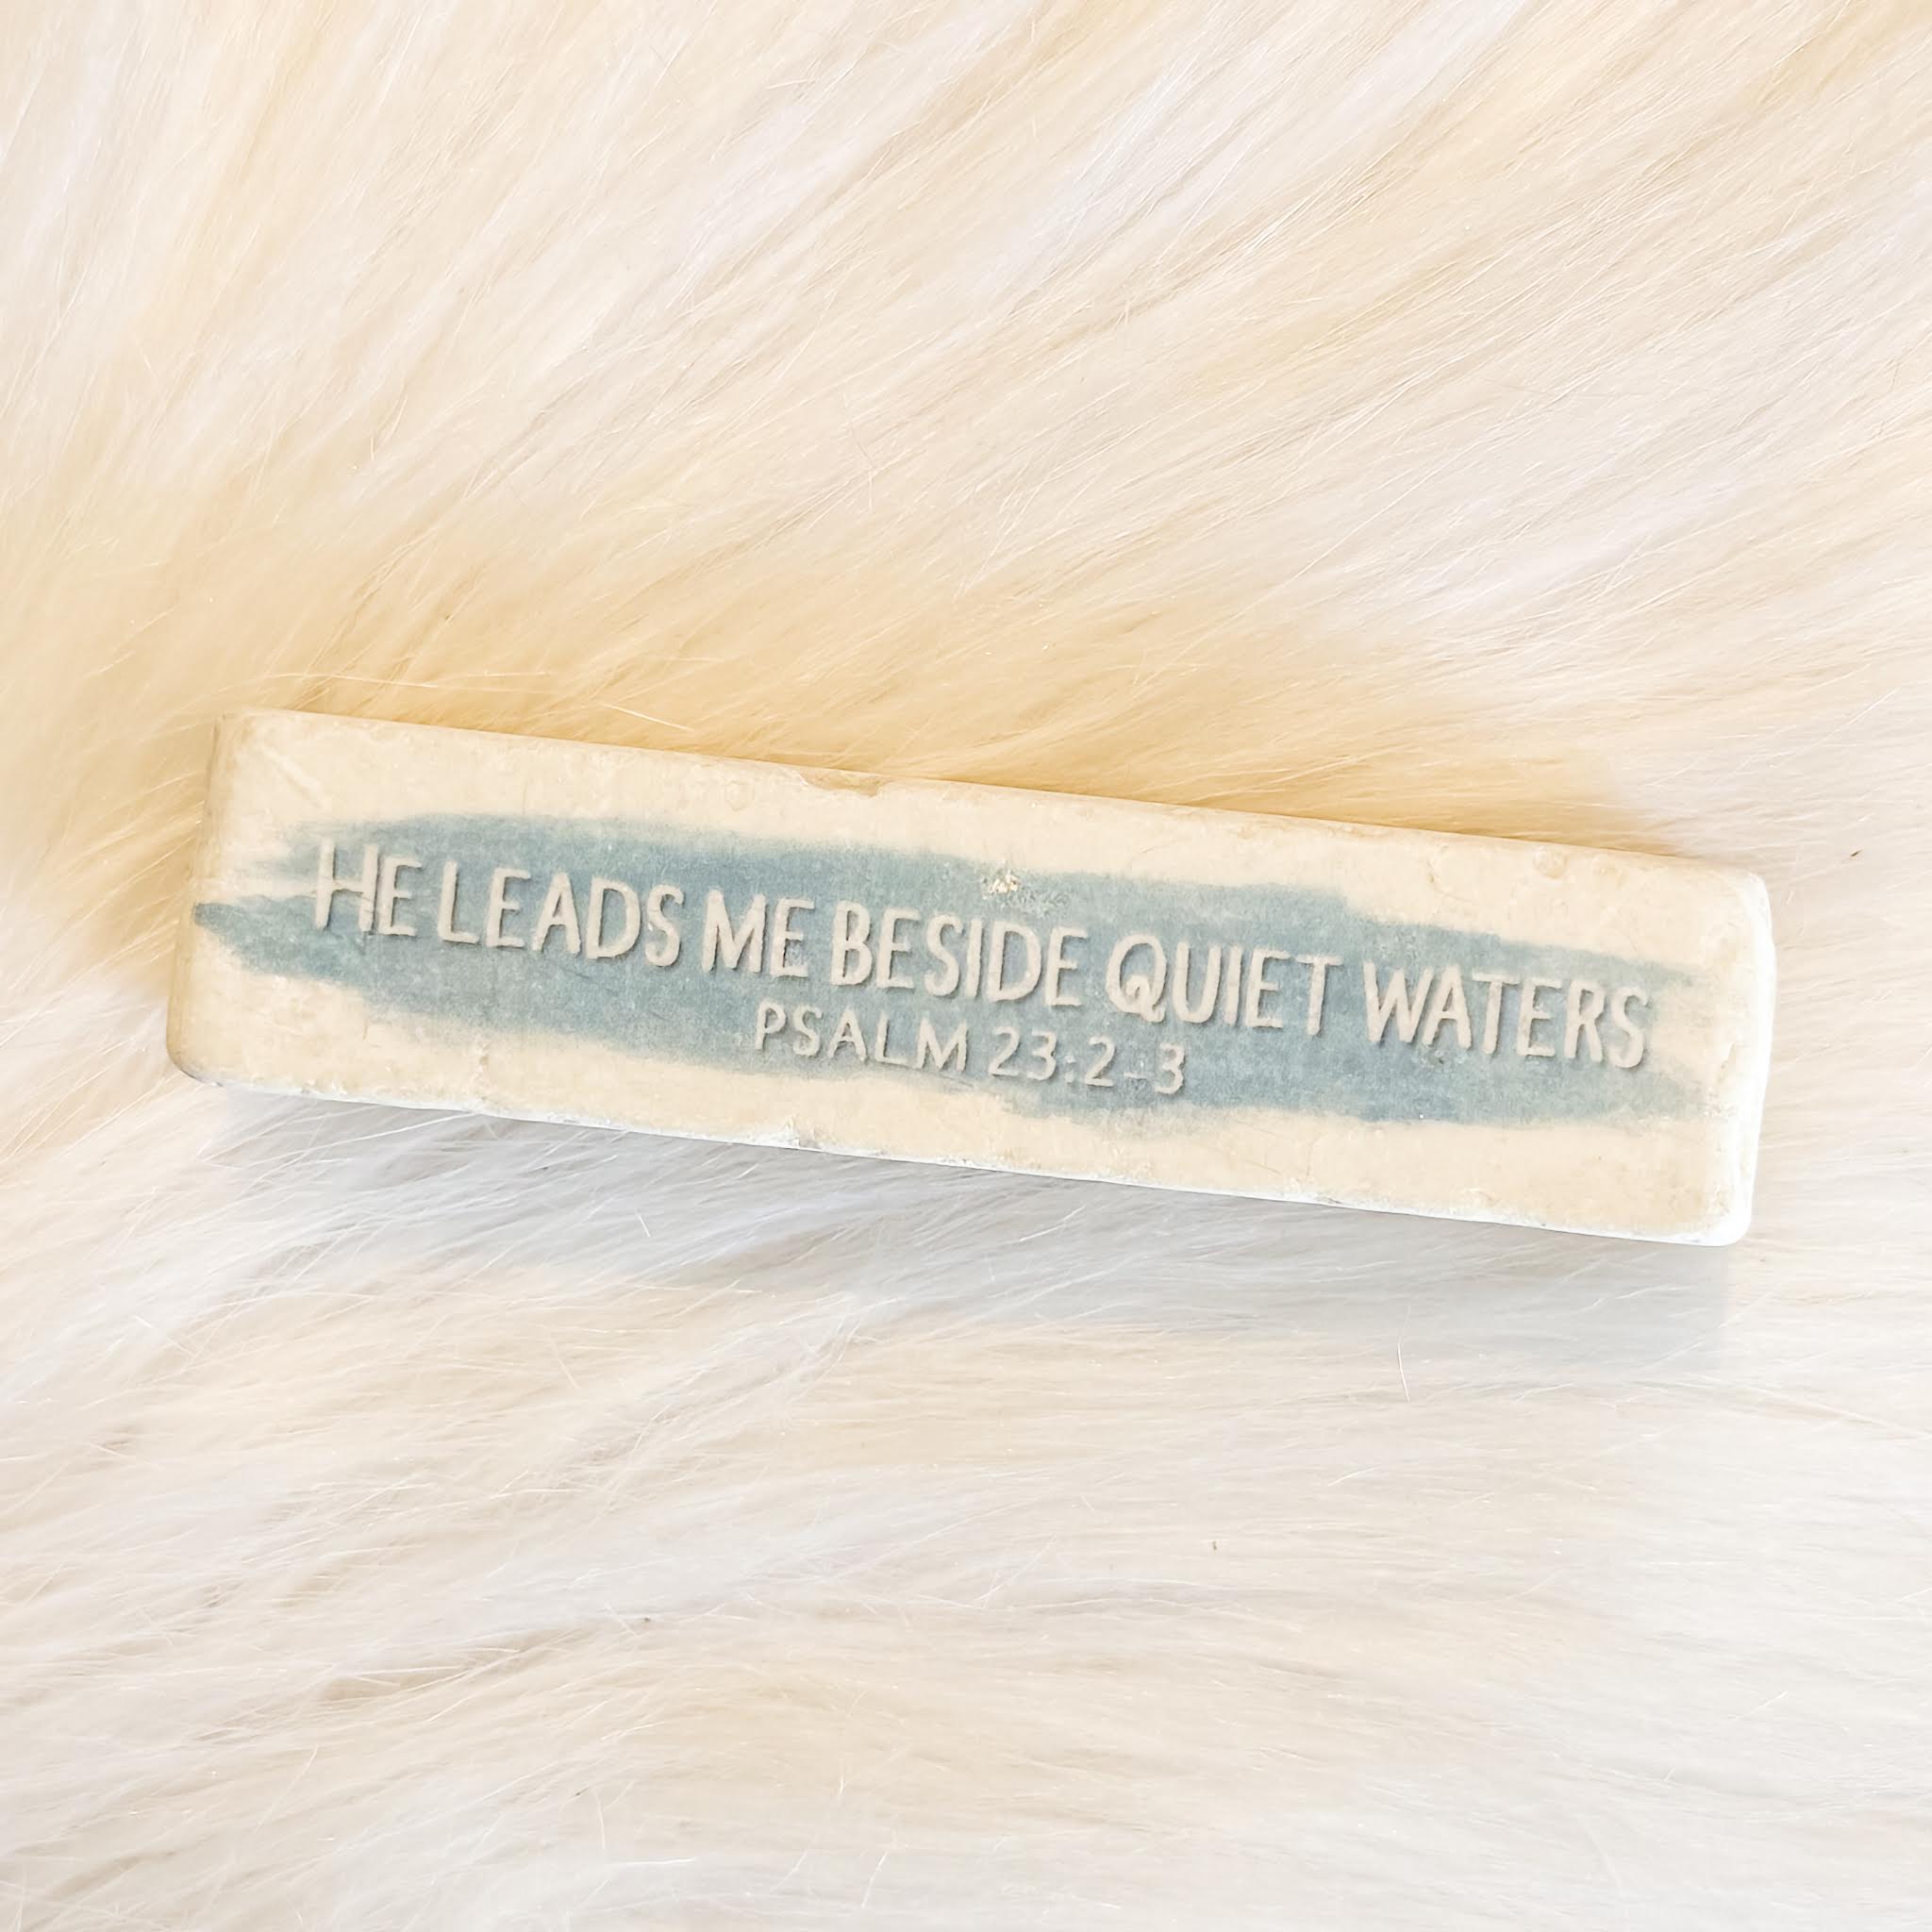 HE LEADS ME BESIDE QUIET WATERS
PSALM 23:2-3